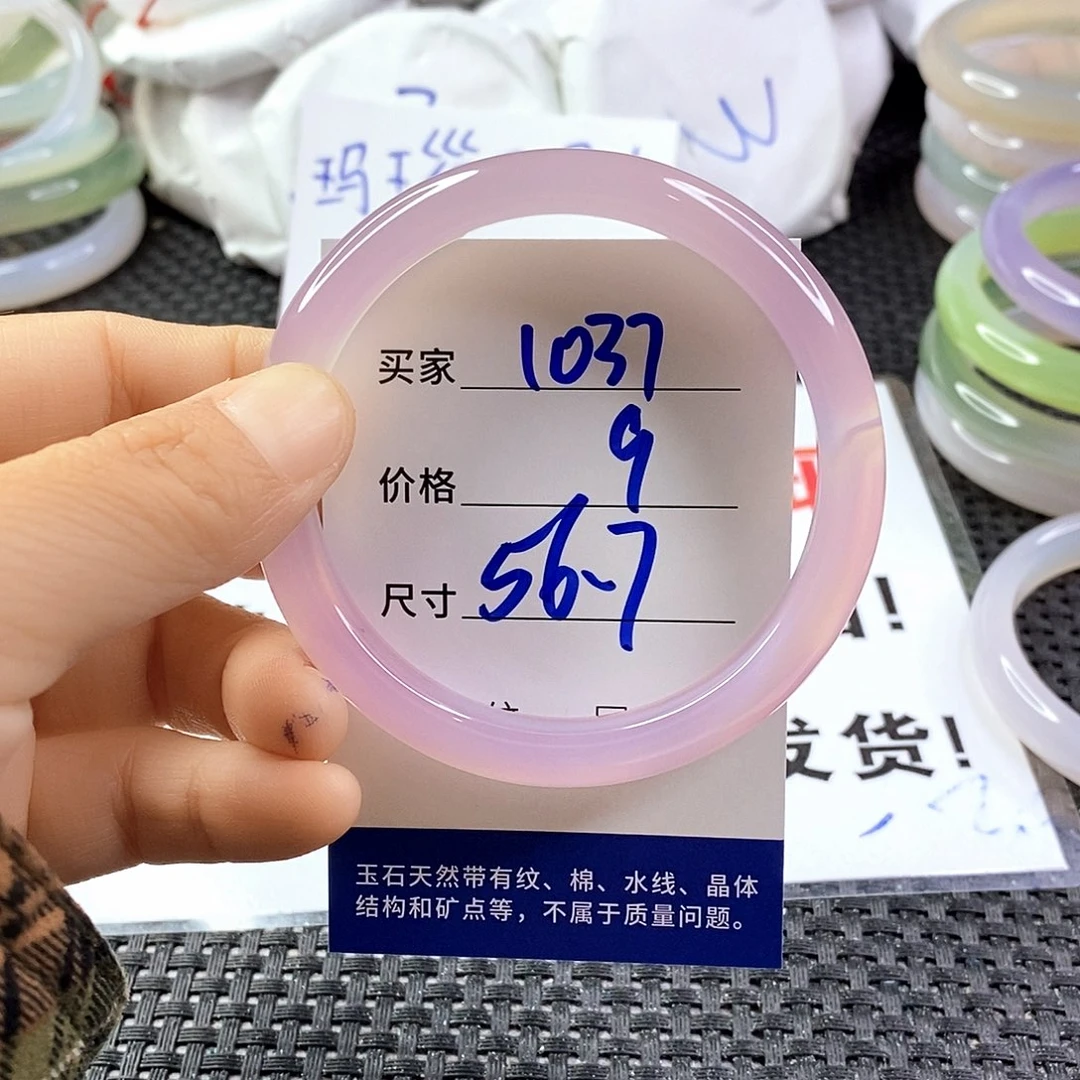 玛瑙
买家 1037
价格 9
尺寸 56-7
发货!
玉石天然带有纹、棉、水线、晶体
结构和矿点等，不属于质量问题。